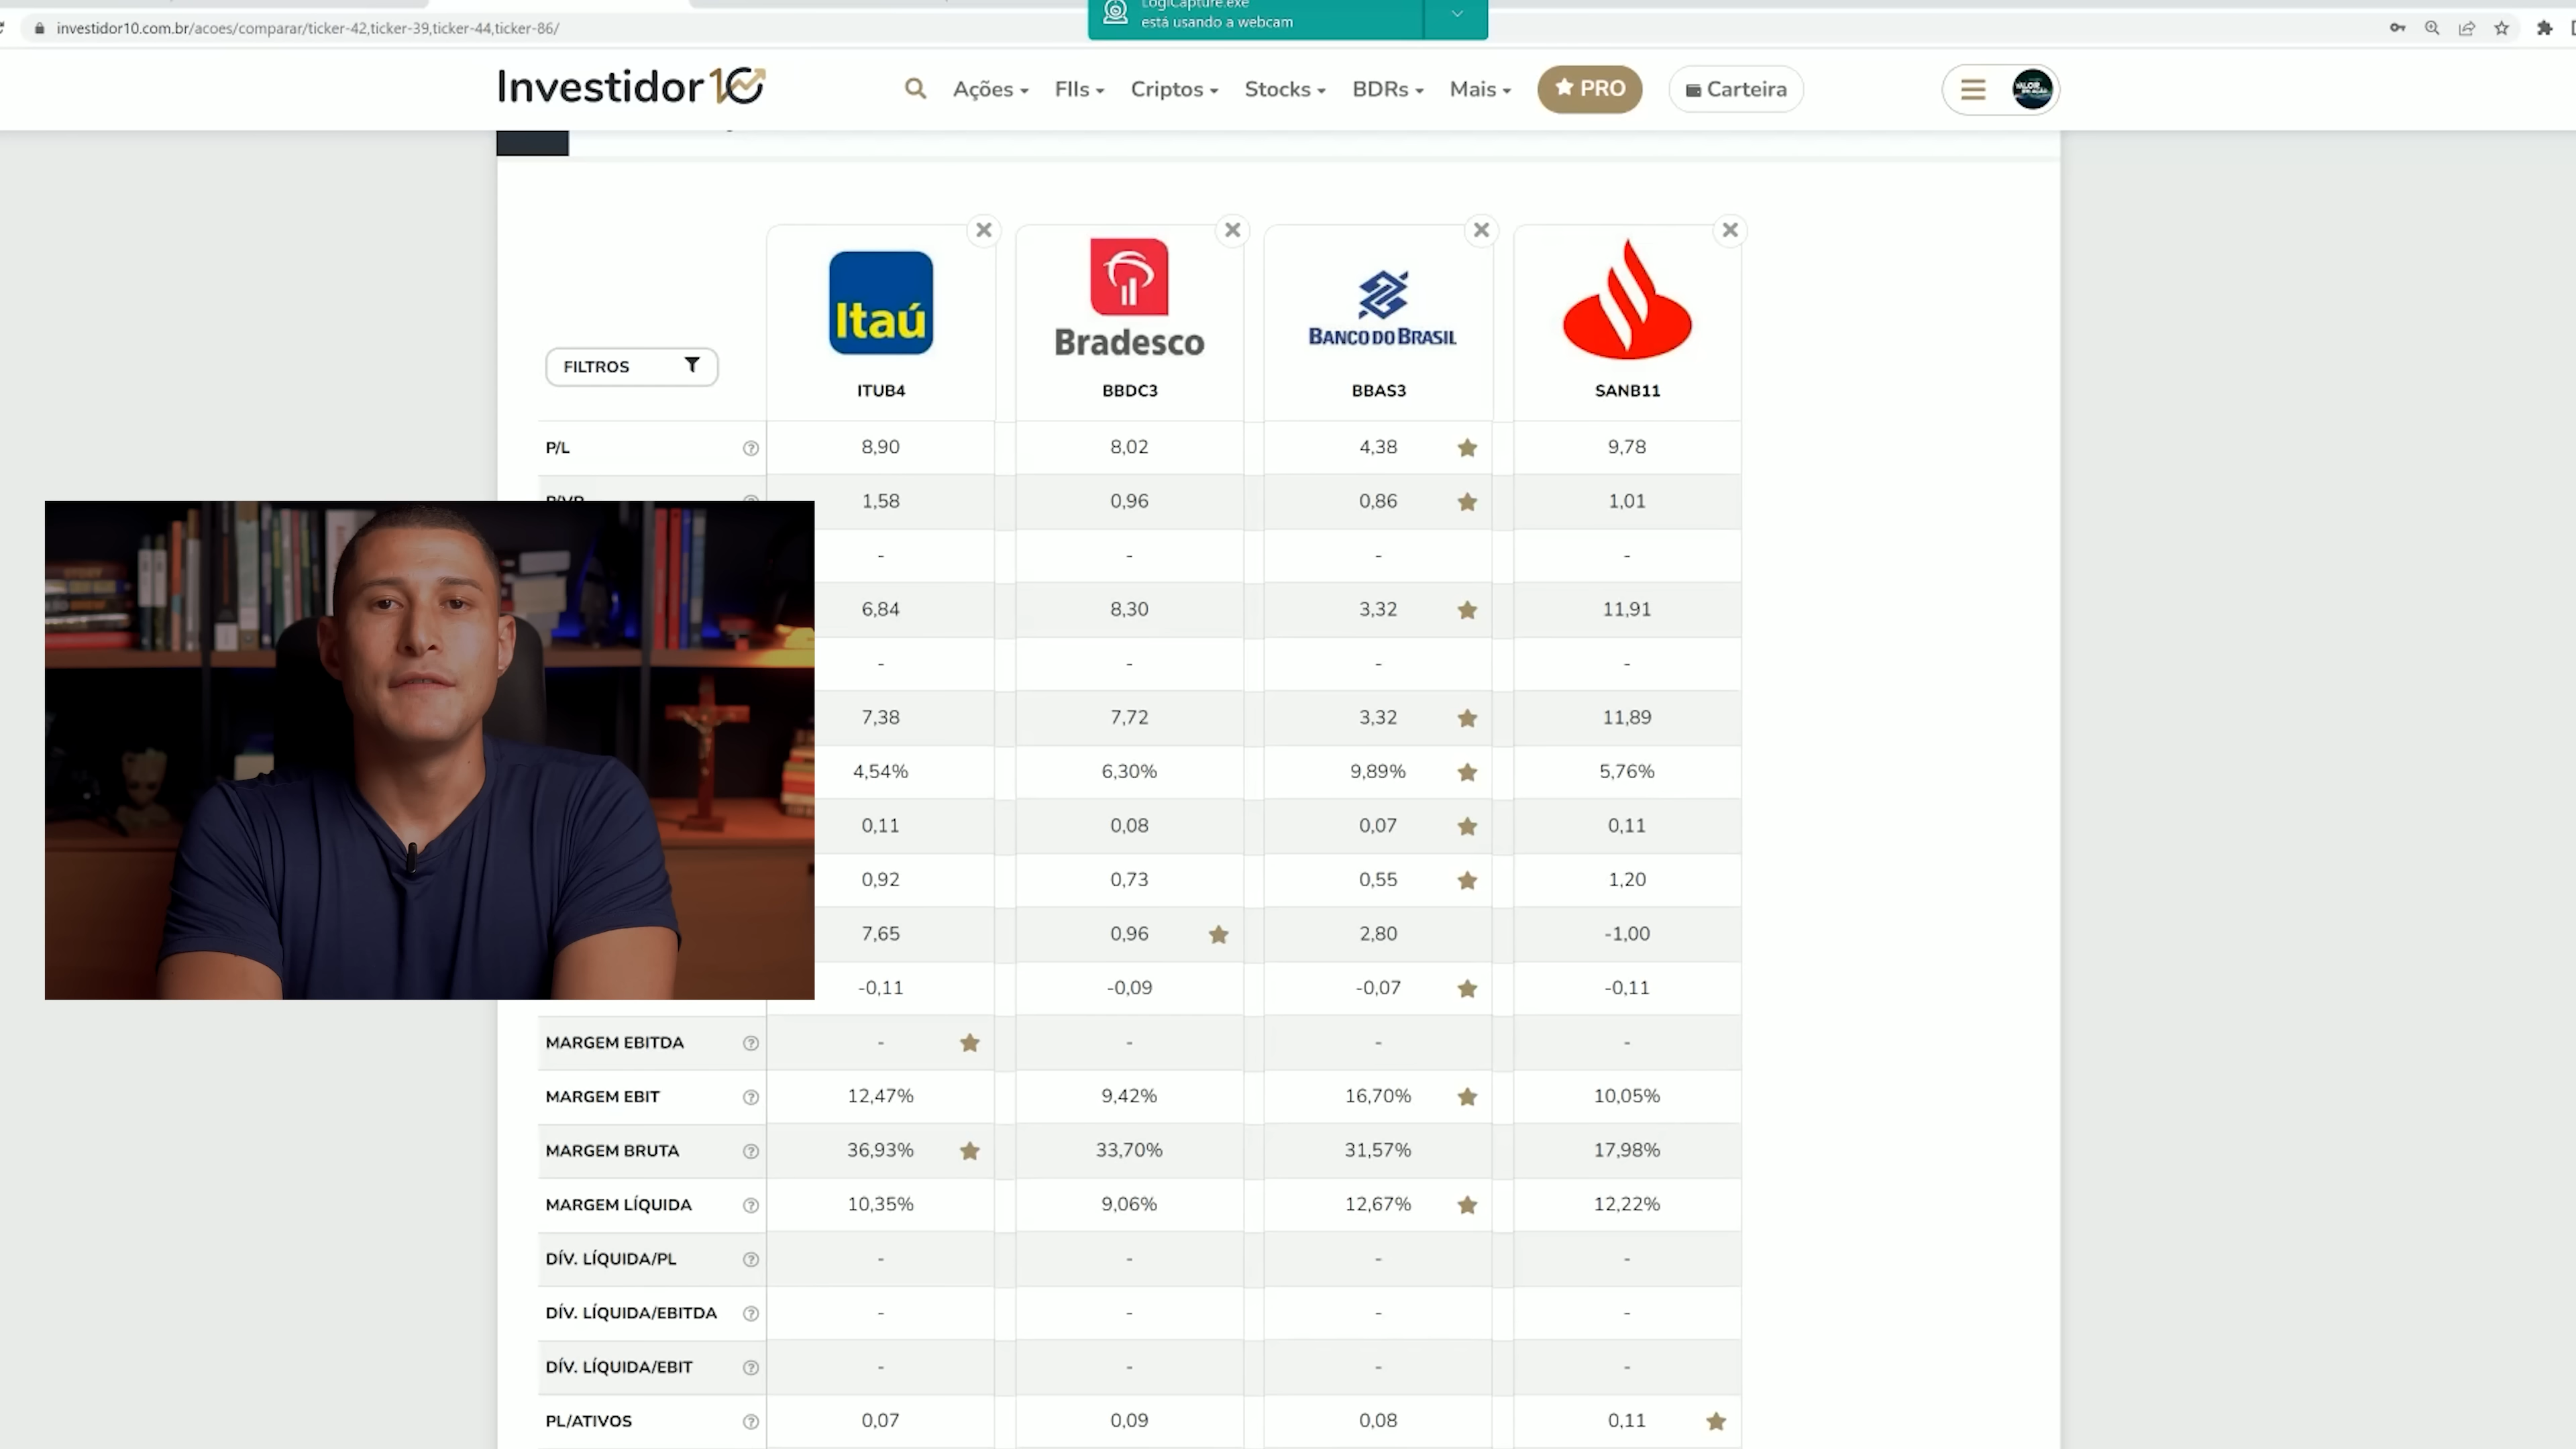 LogiCapture.exe
está usando a webcam
investidor10.com.br/acoes/comparar/ticker-42,ticker-39,ticker-44,ticker-86/
Investidor10 Ações FIIs Criptos Stocks BDRs Mais PRO Carteira
Itaú Bradesco BANCO DO BRASIL
FILTROS
ITUB4 BBDC3 BBAS3 SANB11
P/L 8,90 8,02 4,38 9,78
P/VP 1,58 0,96 0,86 1,01
- - - -
6,84 8,30 3,32 11,91
- - - -
7,38 7,72 3,32 11,89
4,54% 6,30% 9,89% 5,76%
0,11 0,08 0,07 0,11
0,92 0,73 0,55 1,20
7,65 0,96 2,80 -1,00
-0,11 -0,09 -0,07 -0,11
MARGEM EBITDA - - - -
MARGEM EBIT 12,47% 9,42% 16,70% 10,05%
MARGEM BRUTA 36,93% 33,70% 31,57% 17,98%
MARGEM LÍQUIDA 10,35% 9,06% 12,67% 12,22%
DÍV. LÍQUIDA/PL - - - -
DÍV. LÍQUIDA/EBITDA - - - -
DÍV. LÍQUIDA/EBIT - - - -
PL/ATIVOS 0,07 0,09 0,08 0,11